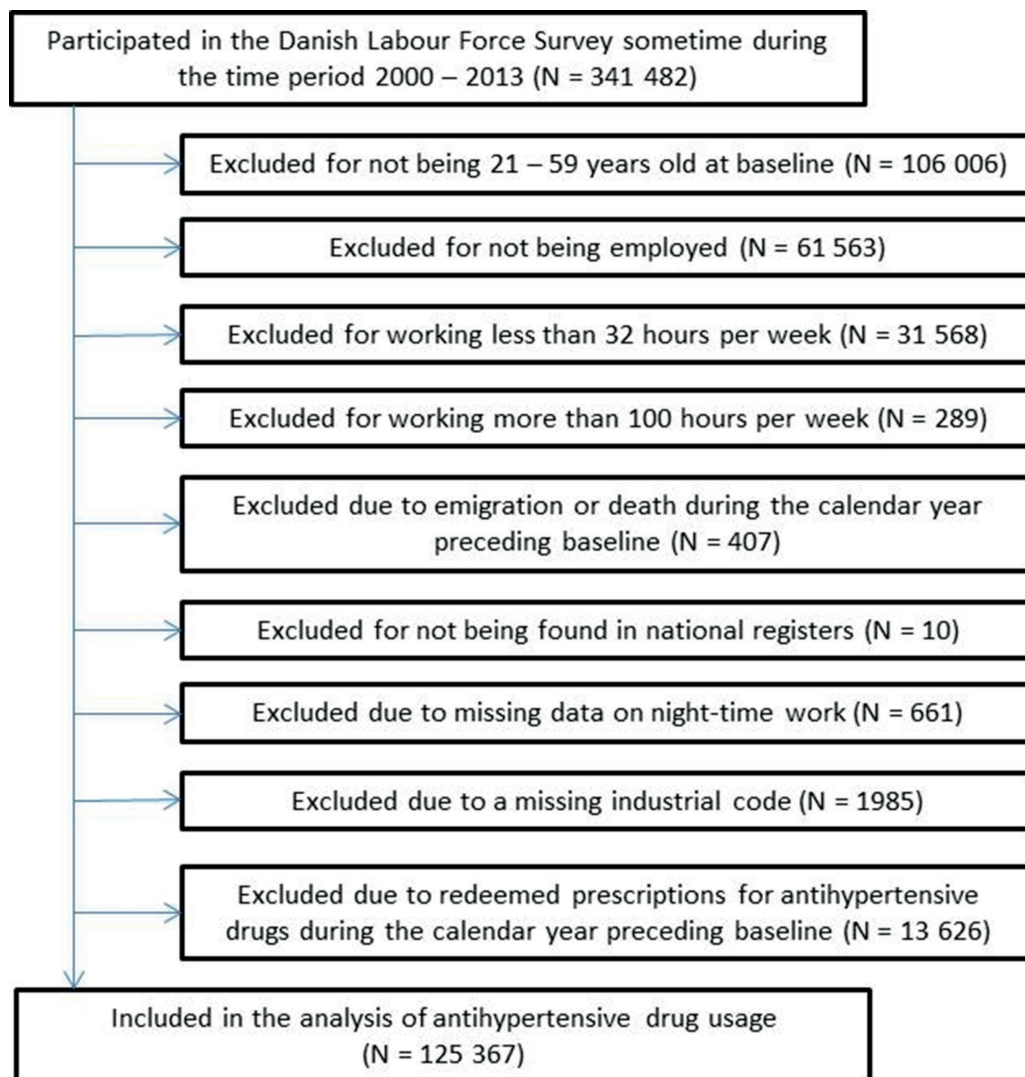 Participated in the Danish Labour Force Survey sometime during
the time period 2000 – 2013 (N = 341 482)
Excluded for not being 21 – 59 years old at baseline (N = 106 006)
Excluded for not being employed (N = 61 563)
Excluded for working less than 32 hours per week (N = 31 568)
Excluded for working more than 100 hours per week (N = 289)
Excluded due to emigration or death during the calendar year
preceding baseline (N = 407)
Excluded for not being found in national registers (N = 10)
Excluded due to missing data on night-time work (N = 661)
Excluded due to a missing industrial code (N = 1985)
Excluded due to redeemed prescriptions for antihypertensive
drugs during the calendar year preceding baseline (N = 13 626)
Included in the analysis of antihypertensive drug usage
(N = 125 367)